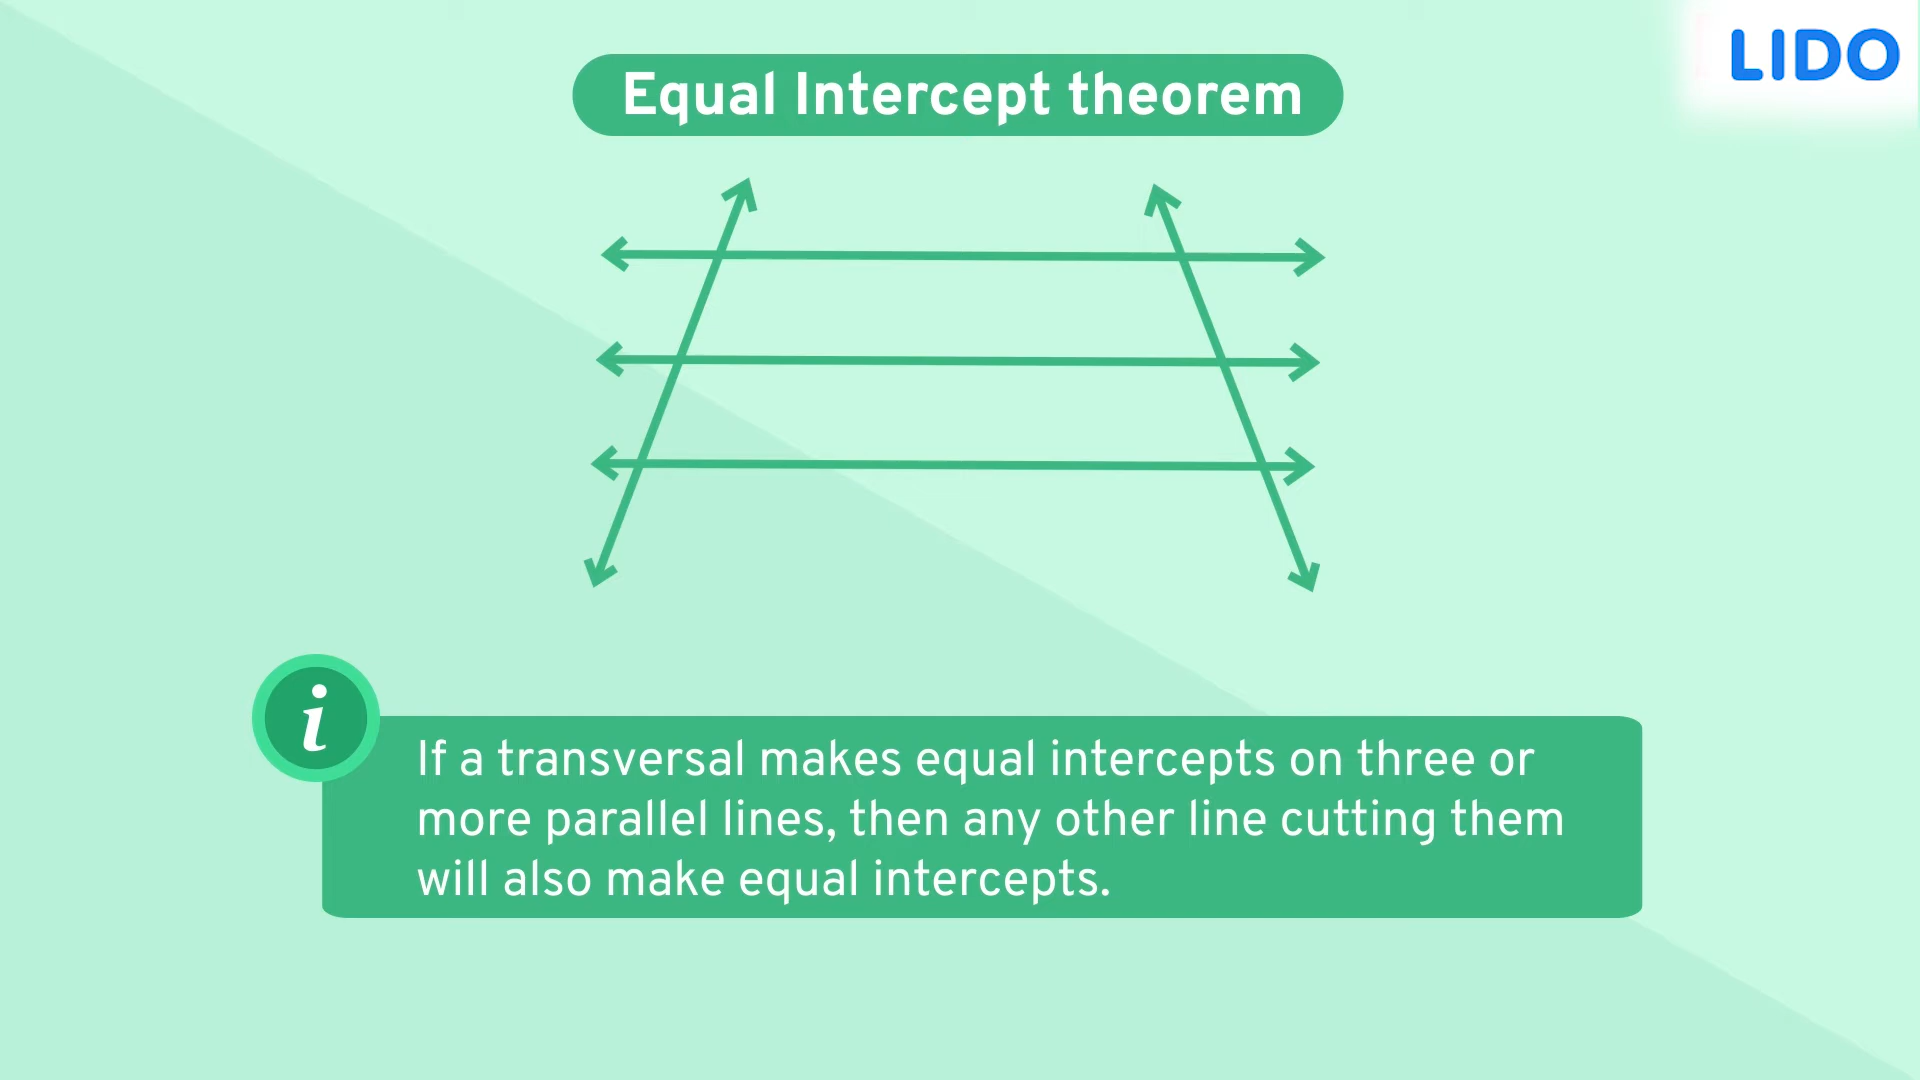 LIDO
Equal Intercept theorem
i
If a transversal makes equal intercepts on three or
more parallel lines, then any other line cutting them
will also make equal intercepts.